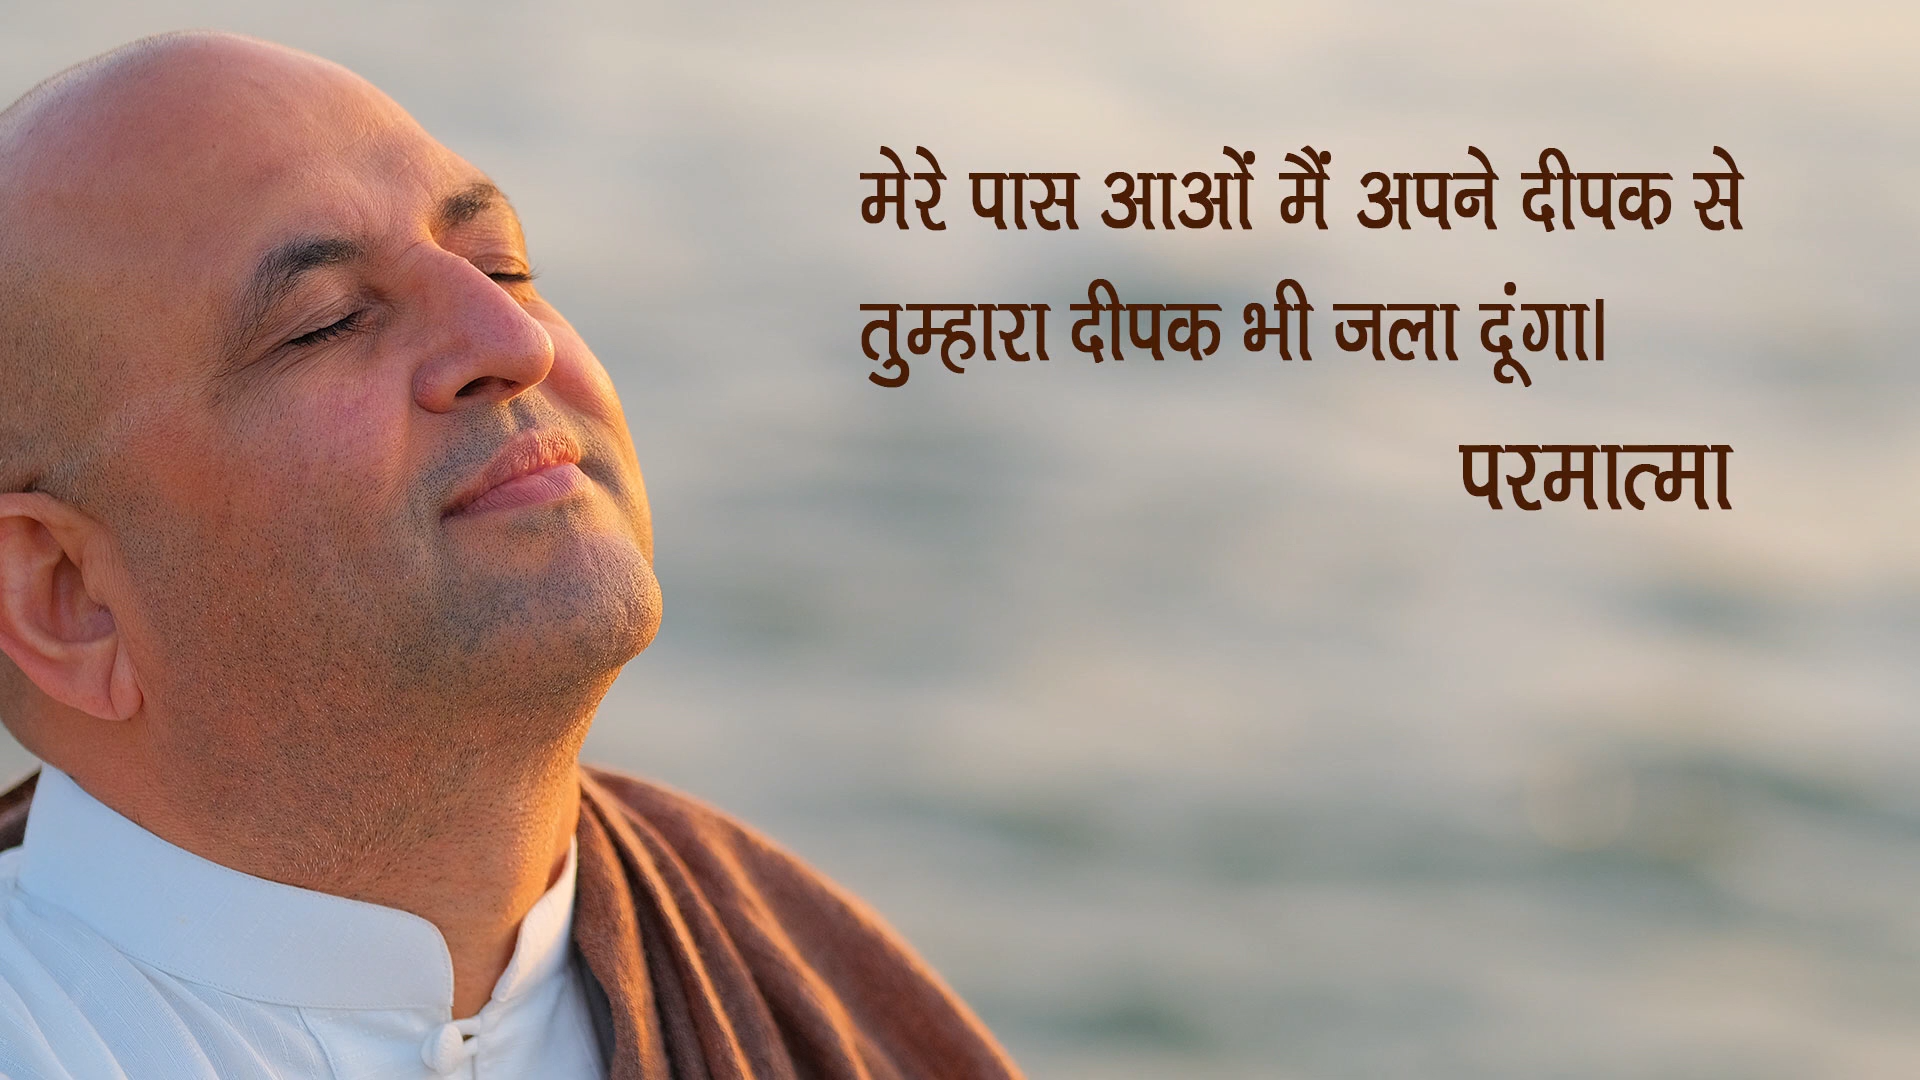 मेरे पास आओं मैं अपने दीपक से
तुम्हारा दीपक भी जला दूंगा।
परमात्मा